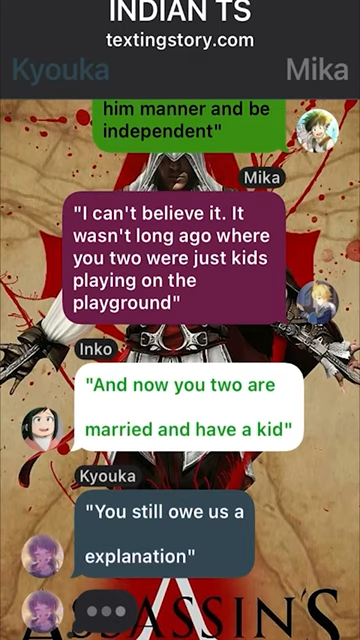 INDIAN TS
textingstory.com
Kyouka
Mika
him manner and be
independent"
Mika
"I can't believe it. It
wasn't long ago where
you two were just kids
playing on the
playground"
Inko
"And now you two are
married and have a kid"
Kyouka
"You still owe us a
explanation"
ASSASSIN'S